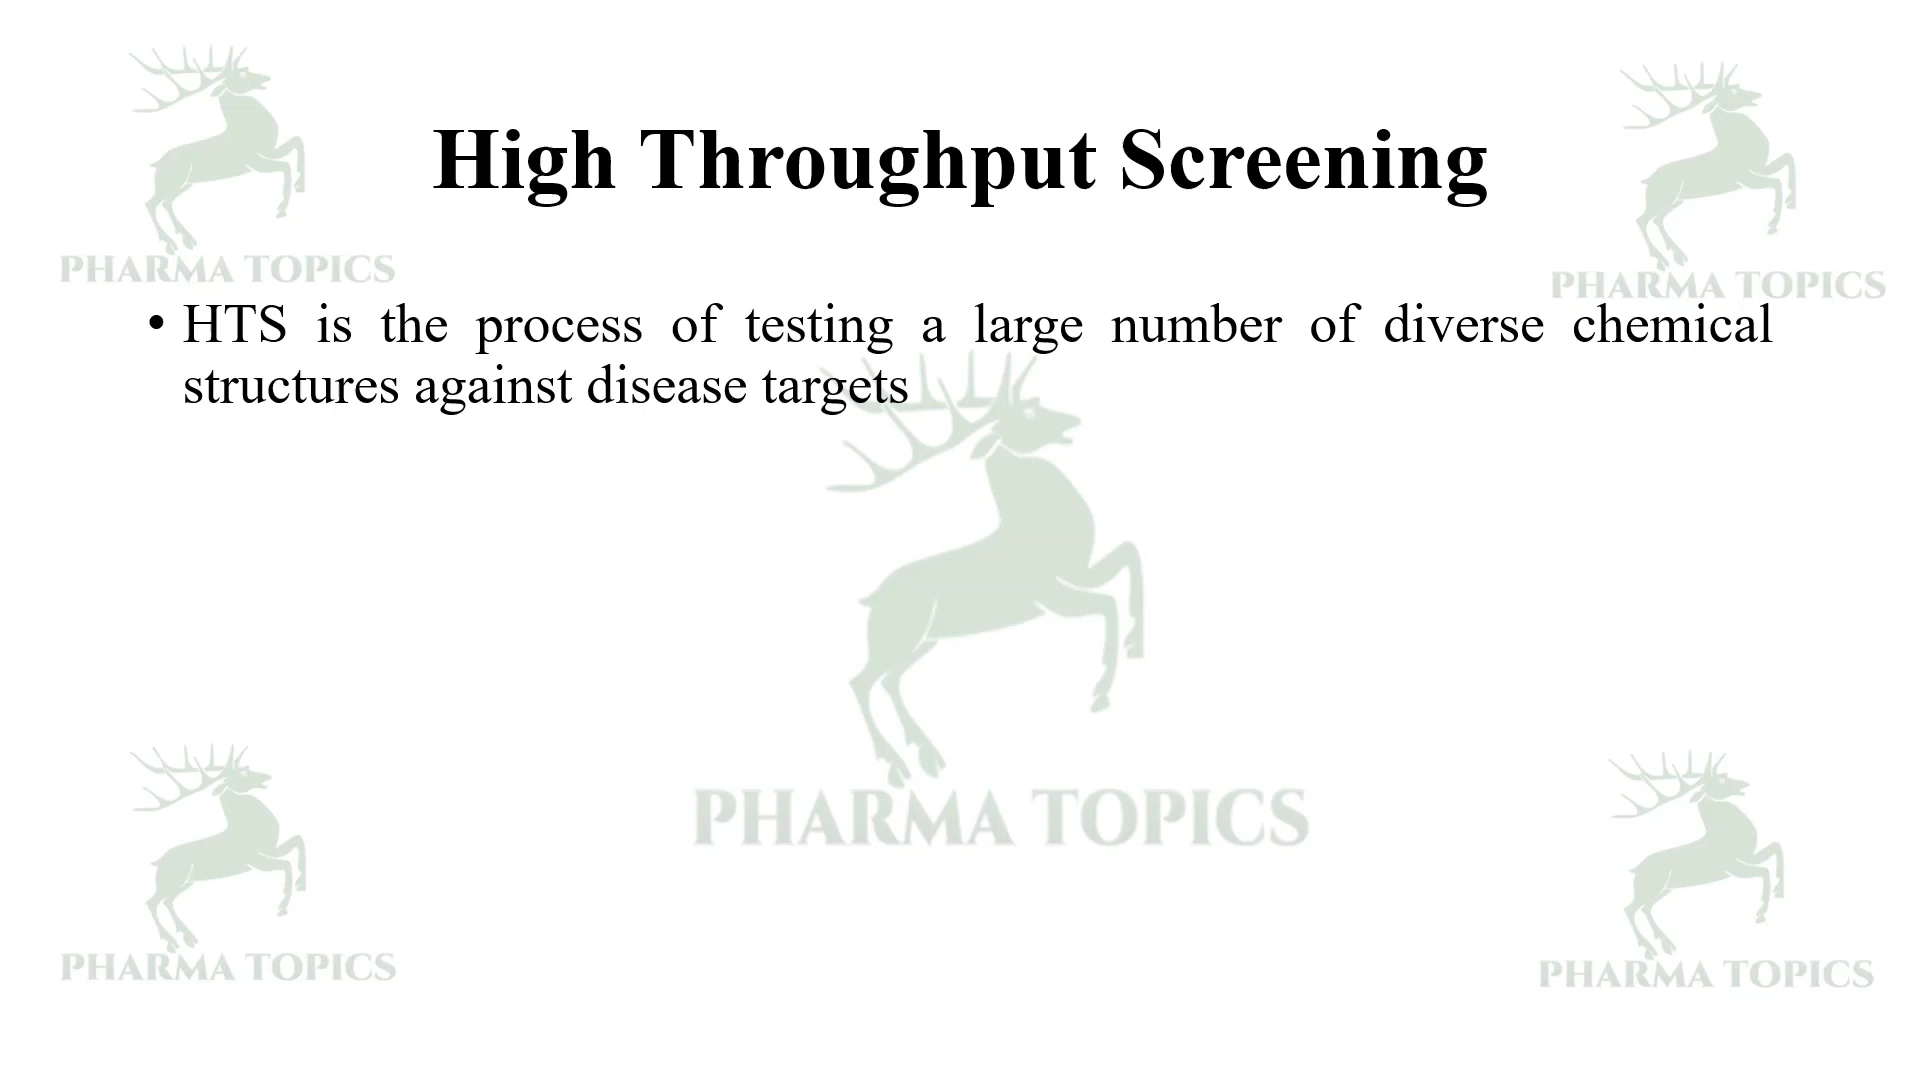 High Throughput Screening
PHARMA TOPICS
PHARMA TOPICS
• HTS is the process of testing a large number of diverse chemical
structures against disease targets
PHARMA TOPICS
PHARMA TOPICS
PHARMA TOPICS